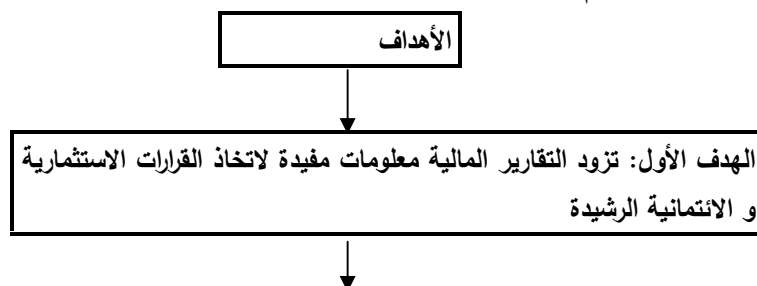 الأهداف
الهدف الأول: تزود التقارير المالية معلومات مفيدة لاتخاذ القرارات الاستثمارية
و الائتمانية الرشيدة